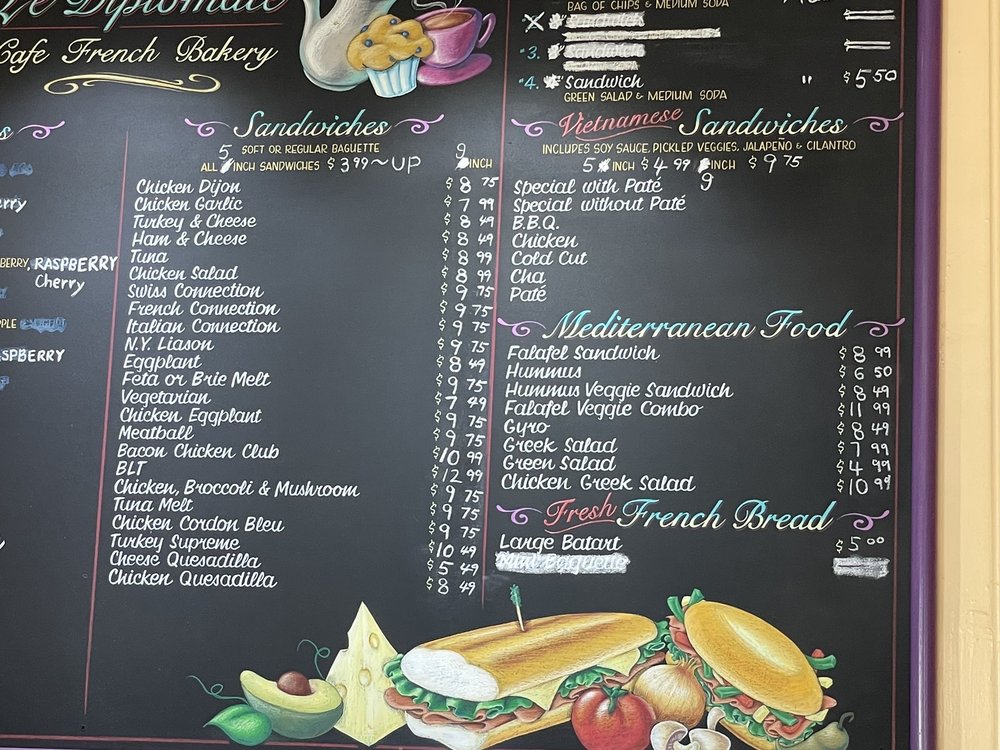 Le Diplomate
Cafe French Bakery
BERRY, RASPBERRY
Cherry
BAG OF CHIPS & MEDIUM SODA
#3.
#4. Sandwich " $5 50
GREEN SALAD & MEDIUM SODA
Sandwiches
SOFT OR REGULAR BAGUETTE
ALL 5 INCH SANDWICHES $3 99 ~ UP 9 INCH
Chicken Dijon $8 75
Chicken Garlic $7 99
Turkey & Cheese $8 49
Ham & Cheese $8 49
Tuna $8 99
Chicken Salad $8 99
Swiss Connection $9 75
French Connection $9 75
Italian Connection $9 75
N.Y. Liason $9 75
Eggplant $8 49
Feta or Brie Melt $9 75
Vegetarian $7 49
Chicken Eggplant $9 75
Meatball $9 75
Bacon Chicken Club $10 99
BLT $12 99
Chicken, Broccoli & Mushroom $9 75
Tuna Melt $9 75
Chicken Cordon Bleu $9 75
Turkey Supreme $10 49
Cheese Quesadilla $5 49
Chicken Quesadilla $8 49
Vietnamese Sandwiches
INCLUDES SOY SAUCE, PICKLED VEGGIES, JALAPEÑO & CILANTRO
5 INCH $4 99 9 INCH $9 75
Special with Paté
Special without Paté
B.B.Q.
Chicken
Cold Cut
Cha
Paté
Mediterranean Food
Falafel Sandwich $8 99
Hummus $6 50
Hummus Veggie Sandwich $8 49
Falafel Veggie Combo $11 99
Gyro $8 49
Greek Salad $7 99
Green Salad $4 99
Chicken Greek Salad $10 99
Fresh French Bread
Large Batart $5 00